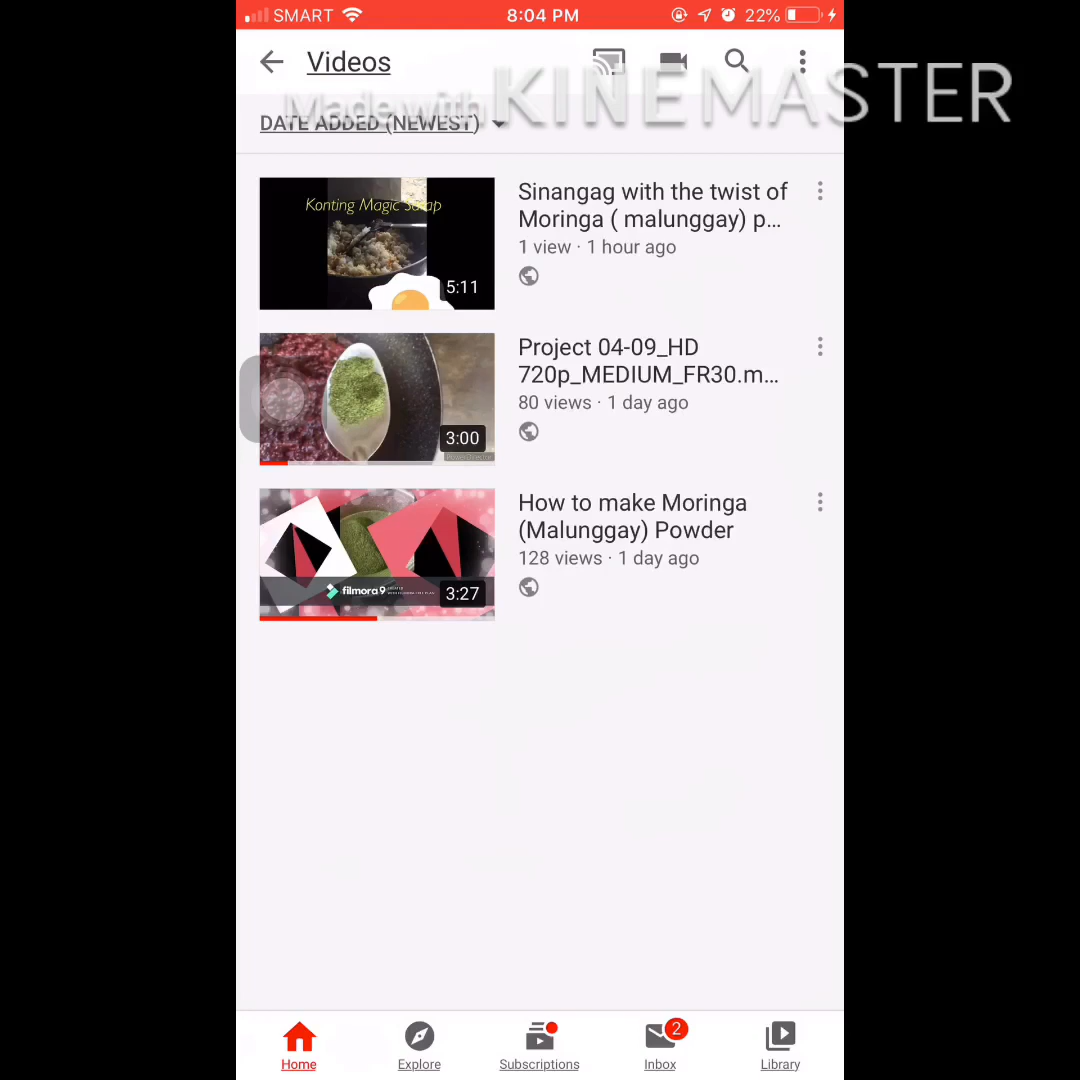 SMART 8:04 PM 22%
Videos
Made with KINEMASTER
DATE ADDED (NEWEST)
Konting Magic Sarap
5:11
Sinangag with the twist of
Moringa ( malunggay) p...
1 view · 1 hour ago
3:00
Project 04-09_HD
720p_MEDIUM_FR30.m...
80 views · 1 day ago
filmora9
3:27
How to make Moringa
(Malunggay) Powder
128 views · 1 day ago
2
Home Explore Subscriptions Inbox Library